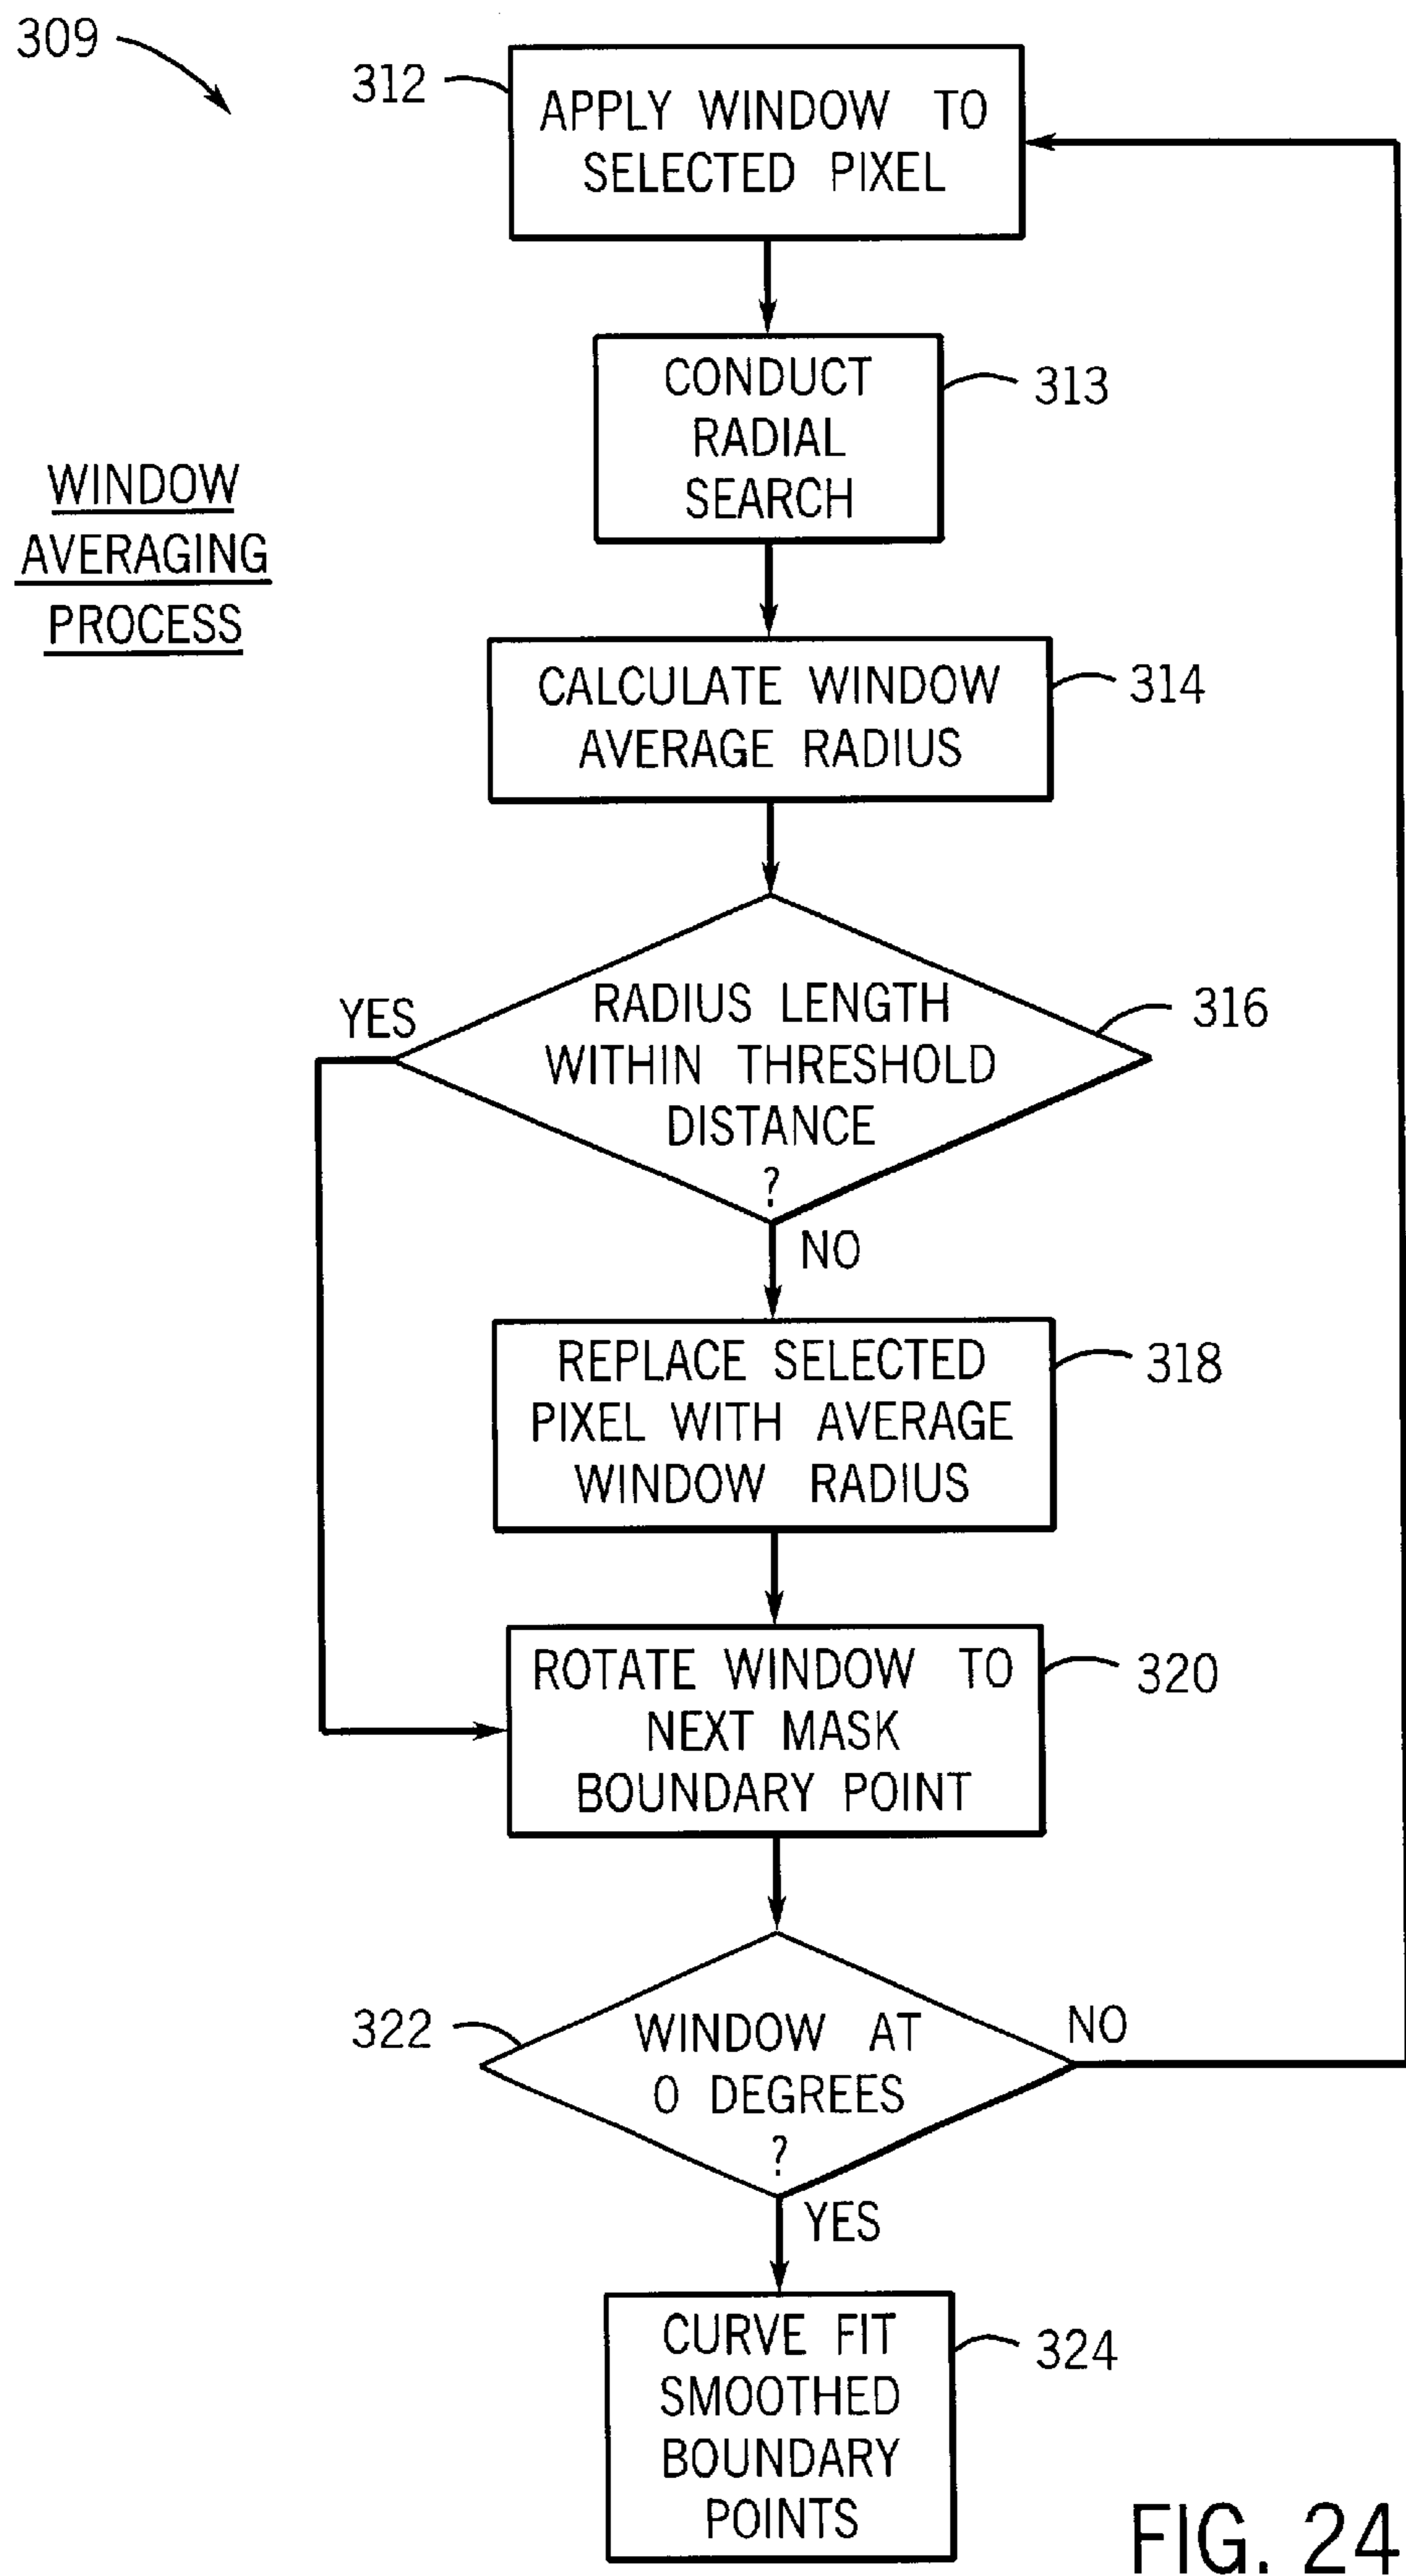 309
312
APPLY WINDOW TO
SELECTED PIXEL
CONDUCT
RADIAL
SEARCH
313
WINDOW
AVERAGING
PROCESS
CALCULATE WINDOW
AVERAGE RADIUS
314
YES
RADIUS LENGTH
WITHIN THRESHOLD
DISTANCE
?
316
NO
REPLACE SELECTED
PIXEL WITH AVERAGE
WINDOW RADIUS
318
ROTATE WINDOW TO
NEXT MASK
BOUNDARY POINT
320
322
WINDOW AT
0 DEGREES
?
NO
YES
CURVE FIT
SMOOTHED
BOUNDARY
POINTS
324
FIG. 24